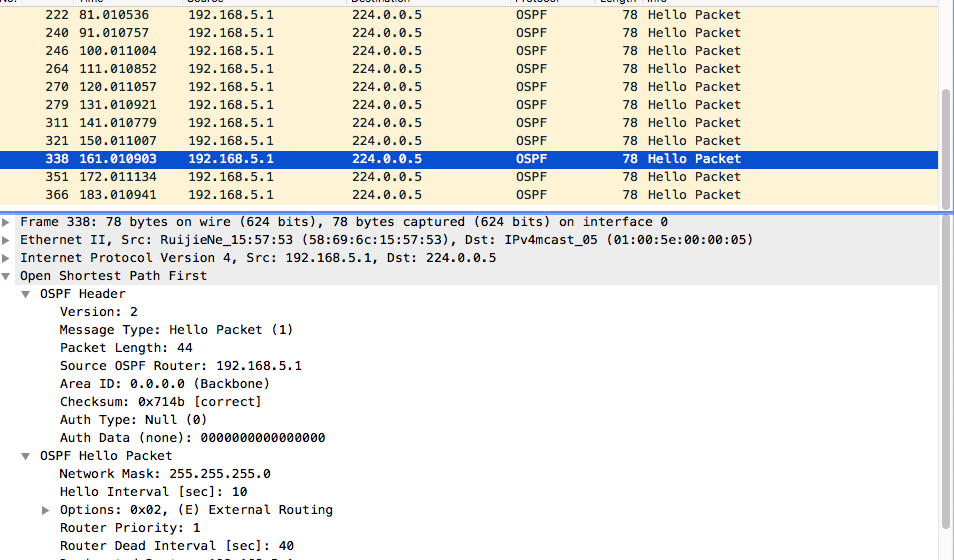 222 81.010536 192.168.5.1 224.0.0.5 OSPF 78 Hello Packet
240 91.010757 192.168.5.1 224.0.0.5 OSPF 78 Hello Packet
246 100.011004 192.168.5.1 224.0.0.5 OSPF 78 Hello Packet
264 111.010852 192.168.5.1 224.0.0.5 OSPF 78 Hello Packet
270 120.011057 192.168.5.1 224.0.0.5 OSPF 78 Hello Packet
279 131.010921 192.168.5.1 224.0.0.5 OSPF 78 Hello Packet
311 141.010779 192.168.5.1 224.0.0.5 OSPF 78 Hello Packet
321 150.011007 192.168.5.1 224.0.0.5 OSPF 78 Hello Packet
338 161.010903 192.168.5.1 224.0.0.5 OSPF 78 Hello Packet
351 172.011134 192.168.5.1 224.0.0.5 OSPF 78 Hello Packet
366 183.010941 192.168.5.1 224.0.0.5 OSPF 78 Hello Packet
Frame 338: 78 bytes on wire (624 bits), 78 bytes captured (624 bits) on interface 0
Ethernet II, Src: RuijieNe_15:57:53 (58:69:6c:15:57:53), Dst: IPv4mcast_05 (01:00:5e:00:00:05)
Internet Protocol Version 4, Src: 192.168.5.1, Dst: 224.0.0.5
Open Shortest Path First
OSPF Header
Version: 2
Message Type: Hello Packet (1)
Packet Length: 44
Source OSPF Router: 192.168.5.1
Area ID: 0.0.0.0 (Backbone)
Checksum: 0x714b [correct]
Auth Type: Null (0)
Auth Data (none): 0000000000000000
OSPF Hello Packet
Network Mask: 255.255.255.0
Hello Interval [sec]: 10
Options: 0x02, (E) External Routing
Router Priority: 1
Router Dead Interval [sec]: 40